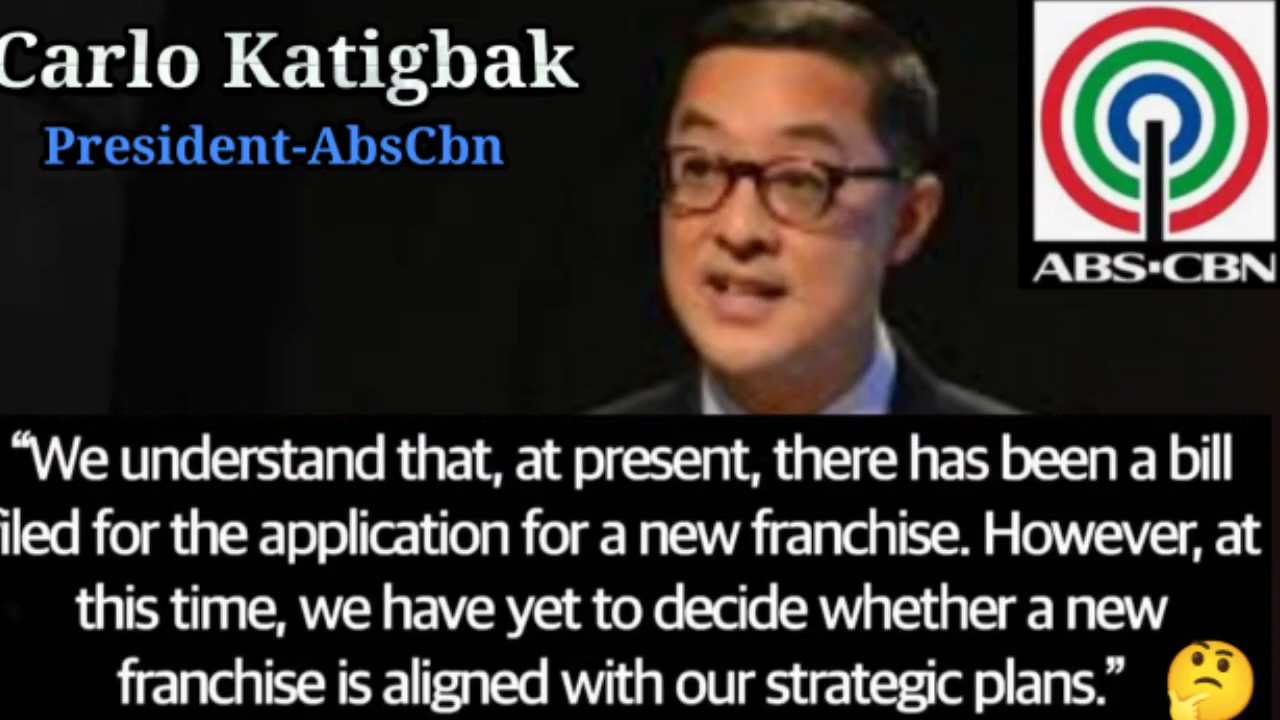 Carlo Katigbak
President-AbsCbn
ABS-CBN
“We understand that, at present, there has been a bill
filed for the application for a new franchise. However, at
this time, we have yet to decide whether a new
franchise is aligned with our strategic plans.”